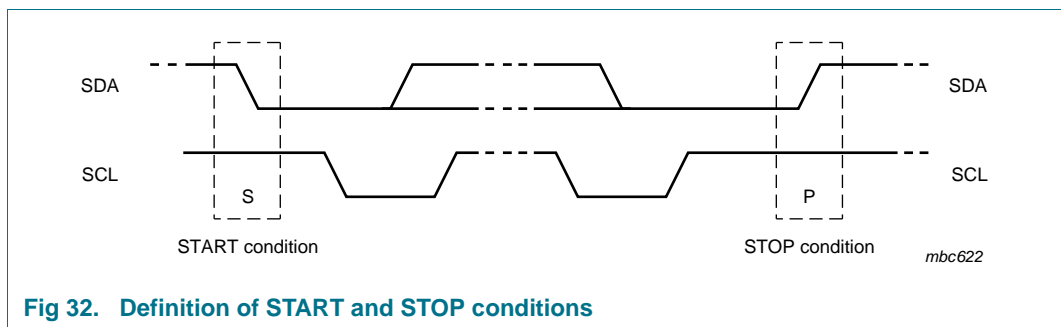 SDA
SDA
SCL
SCL
S
P
START condition
STOP condition
mbc622
Fig 32. Definition of START and STOP conditions